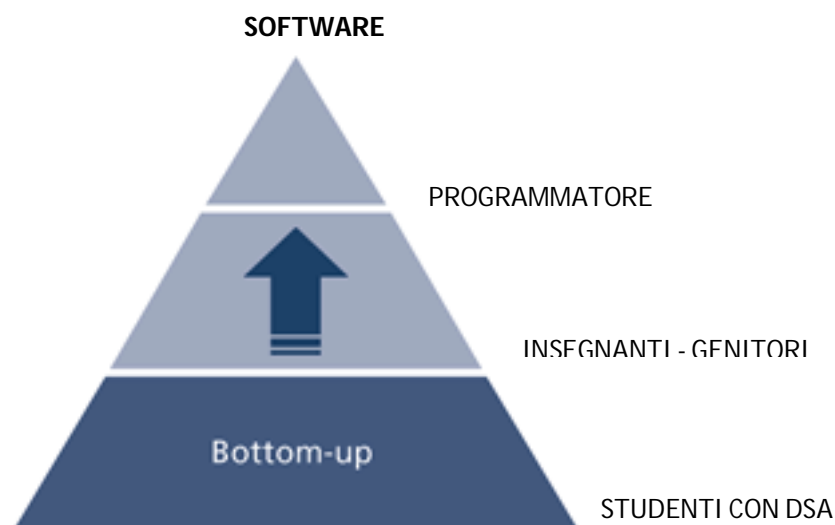 SOFTWARE
PROGRAMMATORE
INSEGNANTI - GENITORI
Bottom-up
STUDENTI CON DSA